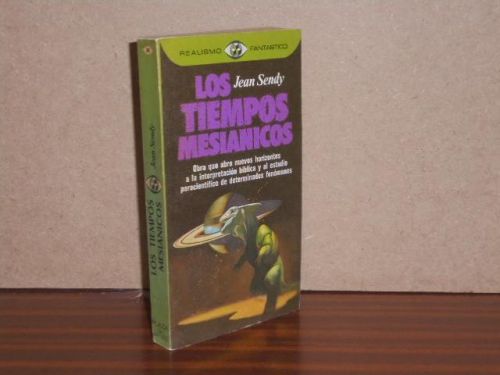 REALISMO FANTASTICO
LOS Jean Sendy
TIEMPOS
MESIANICOS
Obra que abre nuevos horizontes
a la interpretación bíblica y al estudio
paracientífico de determinados fenómenos
LOS TIEMPOS
MESIANICOS
Jean Sendy